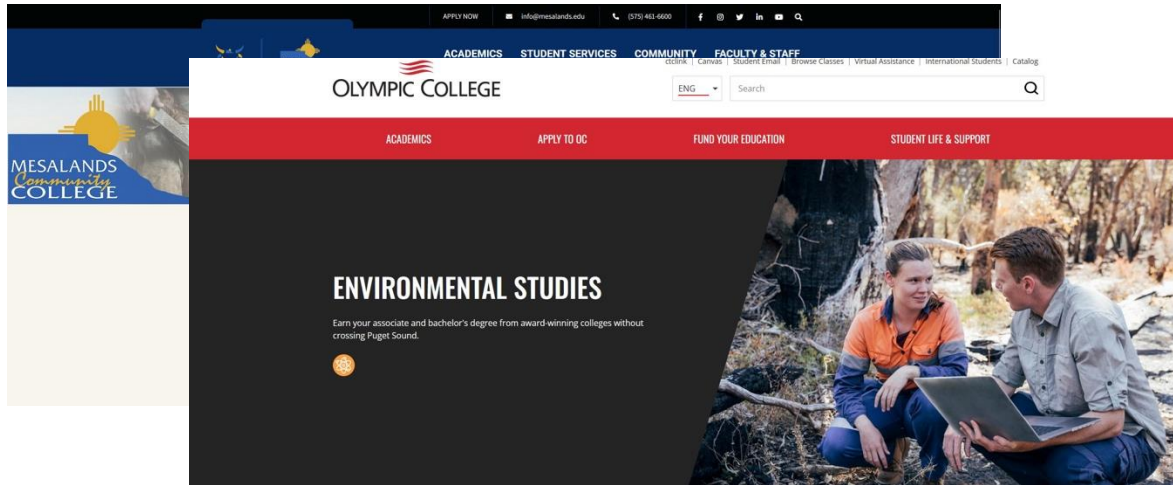 APPLY NOW info@mesalands.edu (575) 461-6600
ACADEMICS STUDENT SERVICES COMMUNITY FACULTY & STAFF
MESALANDS
Community
COLLEGE
ctclink | Canvas | Student Email | Browse Classes | Virtual Assistance | International Students | Catalog
OLYMPIC COLLEGE
ENG Search
ACADEMICS APPLY TO OC FUND YOUR EDUCATION STUDENT LIFE & SUPPORT
ENVIRONMENTAL STUDIES
Earn your associate and bachelor's degree from award-winning colleges without
crossing Puget Sound.